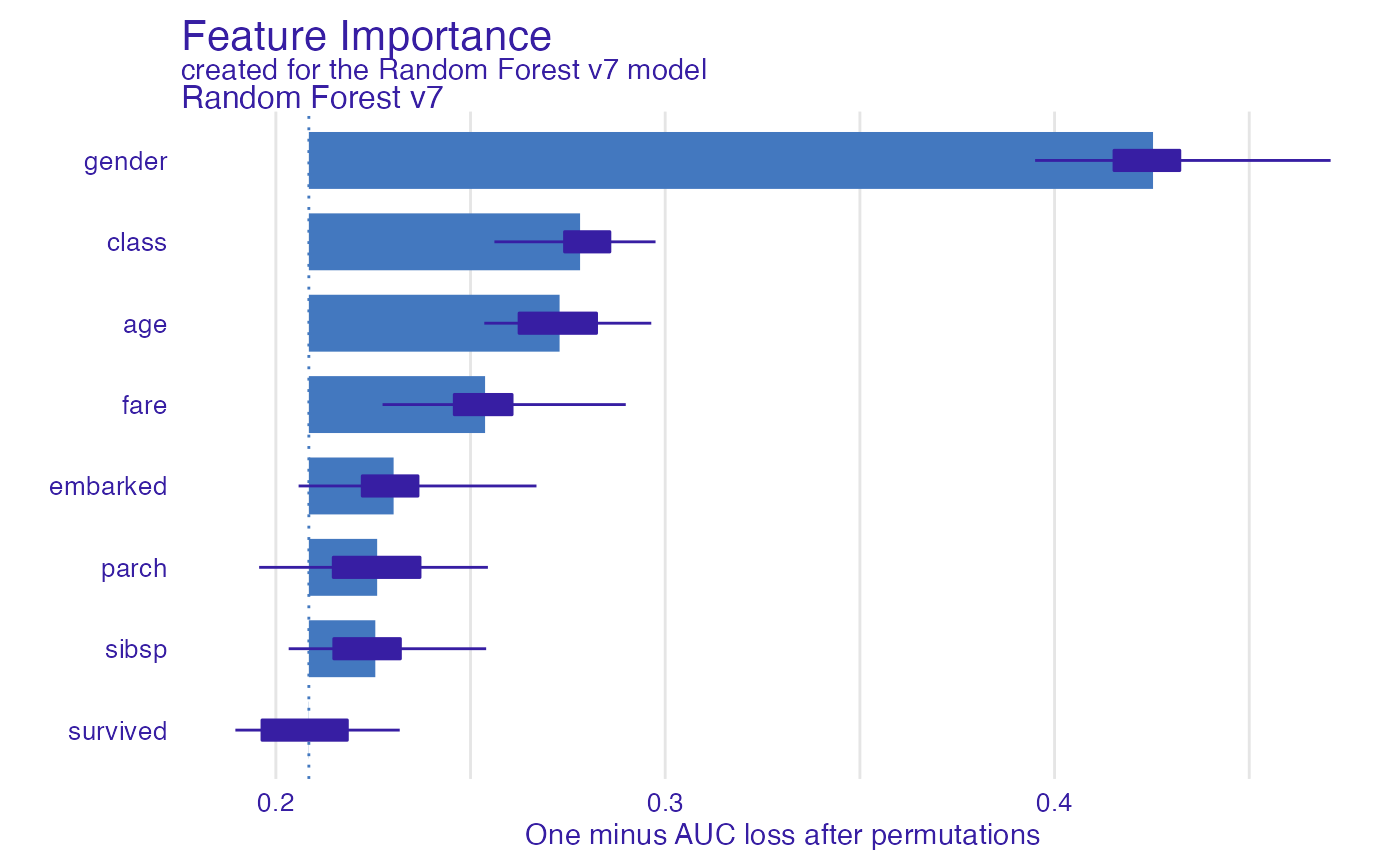 Feature Importance
created for the Random Forest v7 model
Random Forest v7
gender
class
age
fare
embarked
parch
sibsp
survived
0.2
0.3
0.4
One minus AUC loss after permutations